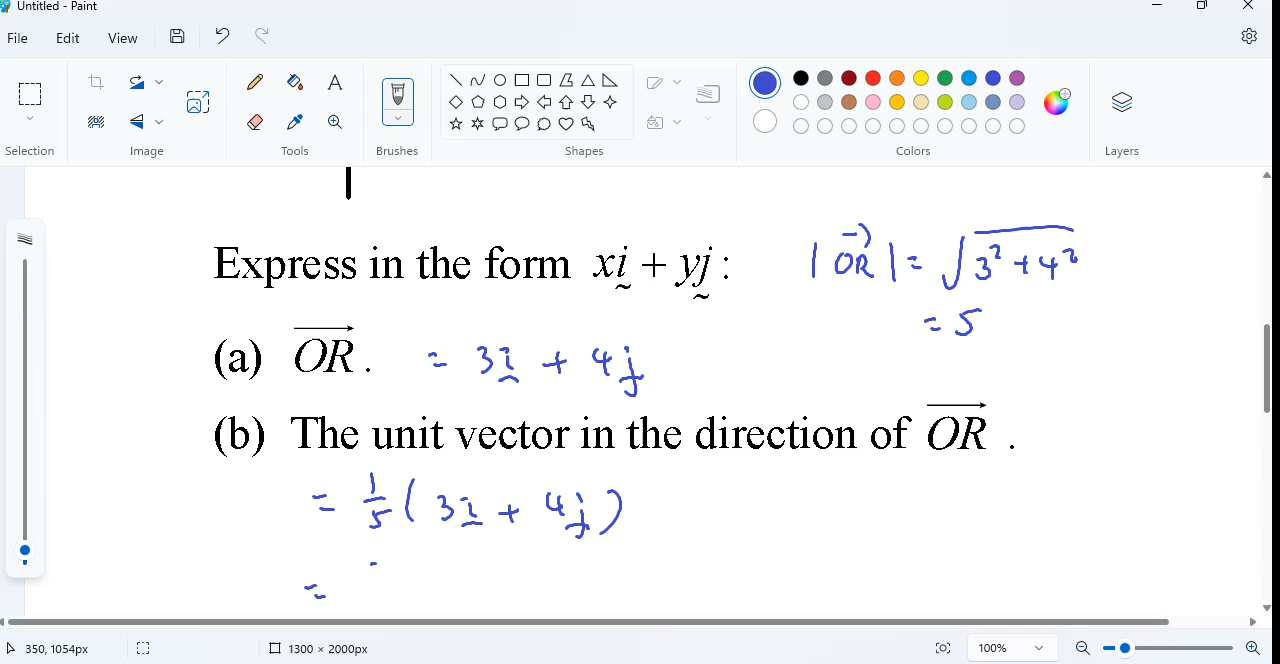 Untitled - Paint
File Edit View
Selection Image Tools Brushes Shapes Colors Layers
Express in the form xi + yj :
|OR| = √3² + 4²
= 5
(a) OR . = 3i + 4j
(b) The unit vector in the direction of OR .
= 1/5 ( 3i + 4j )
=
350, 1054px 1300 × 2000px 100%